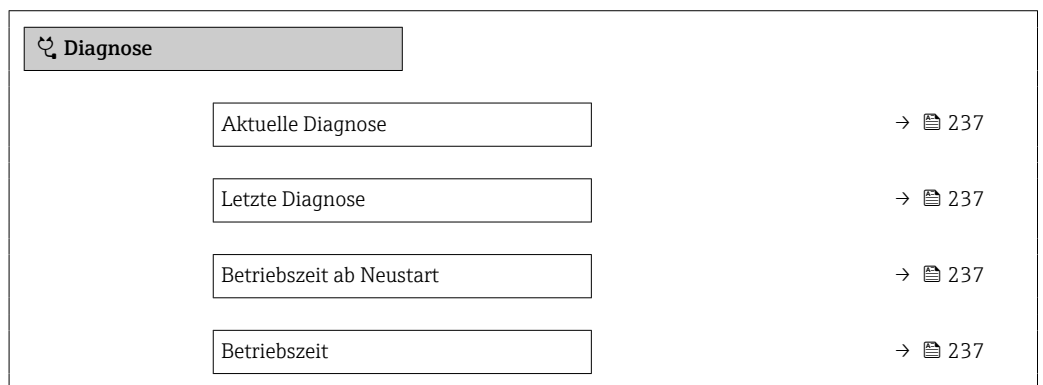 Diagnose
Aktuelle Diagnose → 237
Letzte Diagnose → 237
Betriebszeit ab Neustart → 237
Betriebszeit → 237